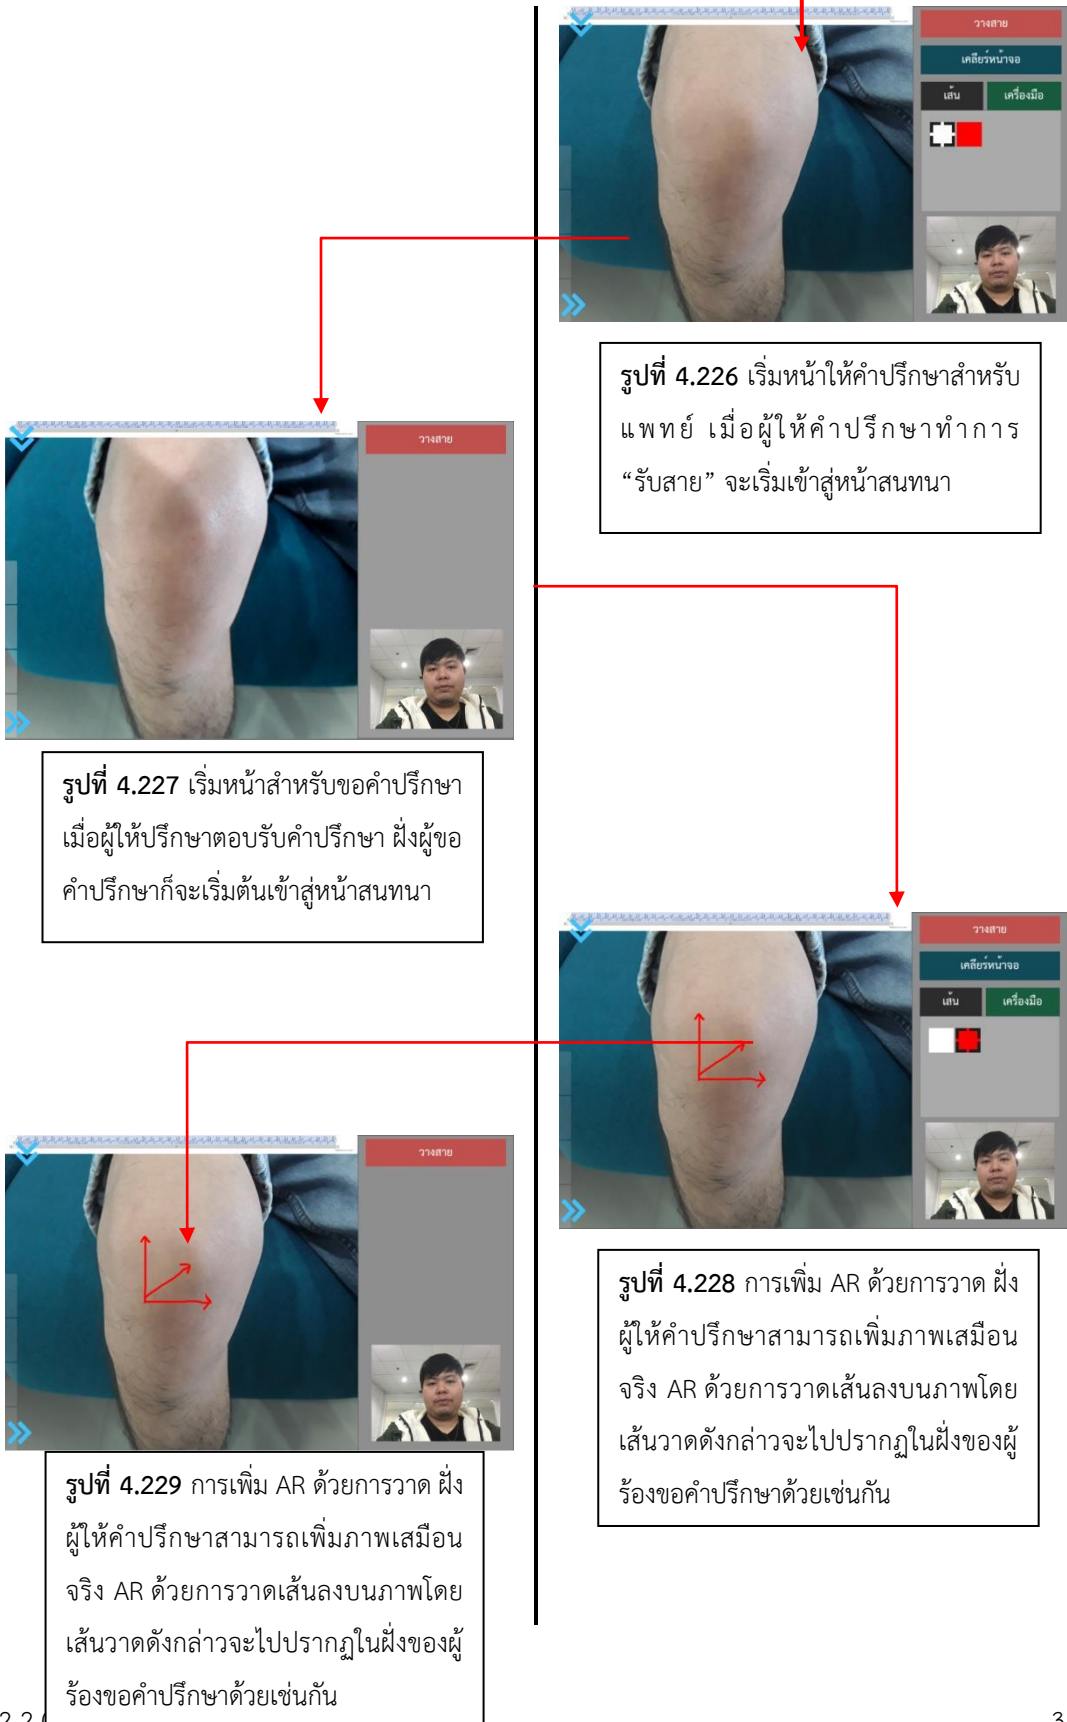 วางสาย
เคลียร์หน้าจอ
เส้น เครื่องมือ
รูปที่ 4.226 เริ่มหน้าให้คำปรึกษาสำหรับ
แพทย์ เมื่อผู้ให้คำปรึกษาทำการ
“รับสาย” จะเริ่มเข้าสู่หน้าสนทนา
วางสาย
รูปที่ 4.227 เริ่มหน้าสำหรับขอคำปรึกษา
เมื่อผู้ให้ปรึกษาตอบรับคำปรึกษา ฝั่งผู้ขอ
คำปรึกษาก็จะเริ่มต้นเข้าสู่หน้าสนทนา
วางสาย
เคลียร์หน้าจอ
เส้น เครื่องมือ
รูปที่ 4.228 การเพิ่ม AR ด้วยการวาด ฝั่ง
ผู้ให้คำปรึกษาสามารถเพิ่มภาพเสมือน
จริง AR ด้วยการวาดเส้นลงบนภาพโดย
เส้นวาดดังกล่าวจะไปปรากฏในฝั่งของผู้
ร้องขอคำปรึกษาด้วยเช่นกัน
วางสาย
รูปที่ 4.229 การเพิ่ม AR ด้วยการวาด ฝั่ง
ผู้ให้คำปรึกษาสามารถเพิ่มภาพเสมือน
จริง AR ด้วยการวาดเส้นลงบนภาพโดย
เส้นวาดดังกล่าวจะไปปรากฏในฝั่งของผู้
ร้องขอคำปรึกษาด้วยเช่นกัน